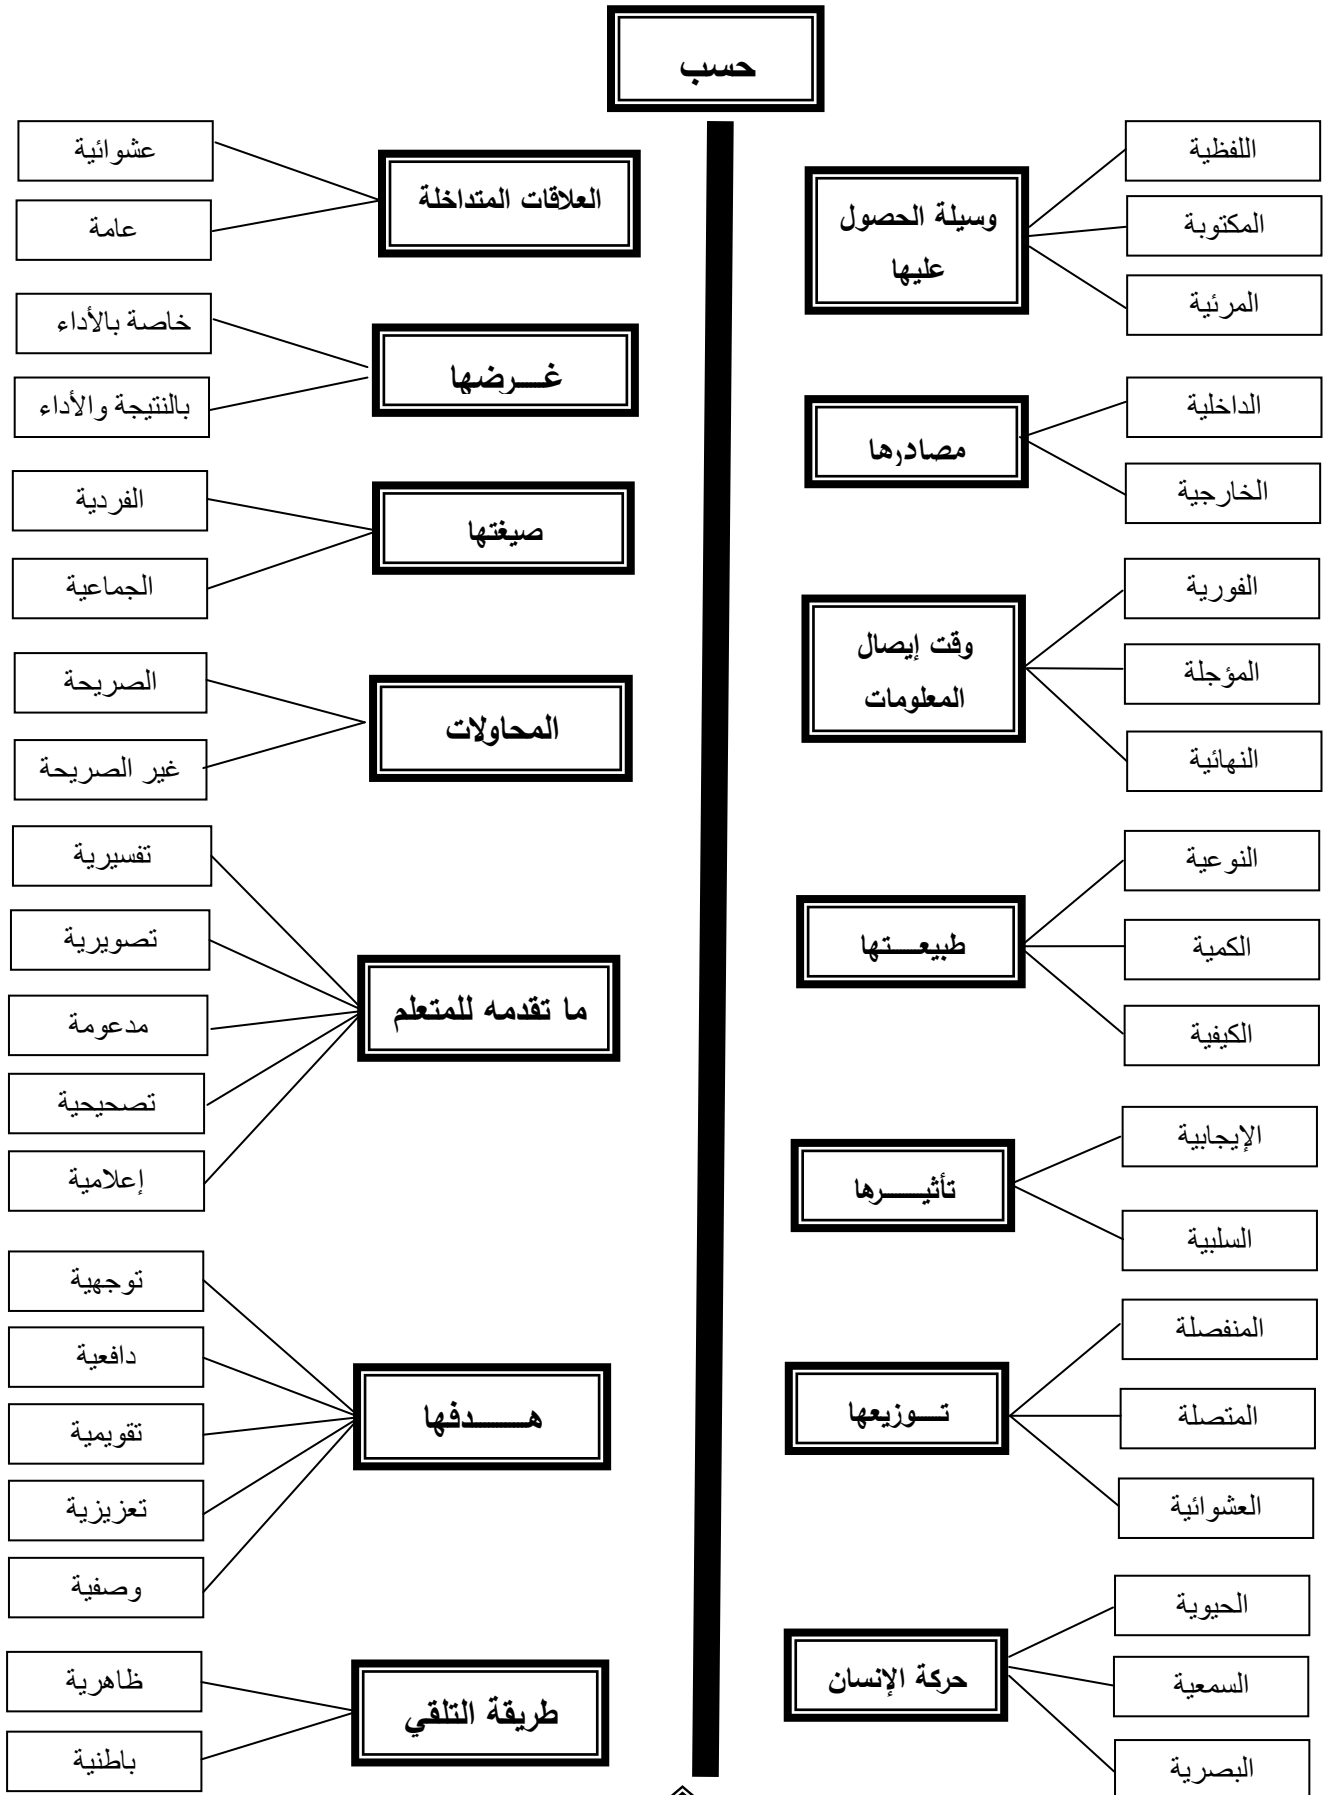 حسب
وسيلة الحصول
عليها
اللفظية
المكتوبة
المرئية
مصادرها
الداخلية
الخارجية
وقت إيصال
المعلومات
الفورية
المؤجلة
النهائية
طبيعـــتها
النوعية
الكمية
الكيفية
تأثيــــرها
الإيجابية
السلبية
تـــوزيعها
المنفصلة
المتصلة
العشوائية
حركة الإنسان
الحيوية
السمعية
البصرية
العلاقات المتداخلة
عشوائية
عامة
غـــرضها
خاصة بالأداء
بالنتيجة والأداء
صيغتها
الفردية
الجماعية
المحاولات
الصريحة
غير الصريحة
ما تقدمه للمتعلم
تفسيرية
تصويرية
مدعومة
تصحيحية
إعلامية
هـــــدفها
توجهية
دافعية
تقويمية
تعزيزية
وصفية
طريقة التلقي
ظاهرية
باطنية